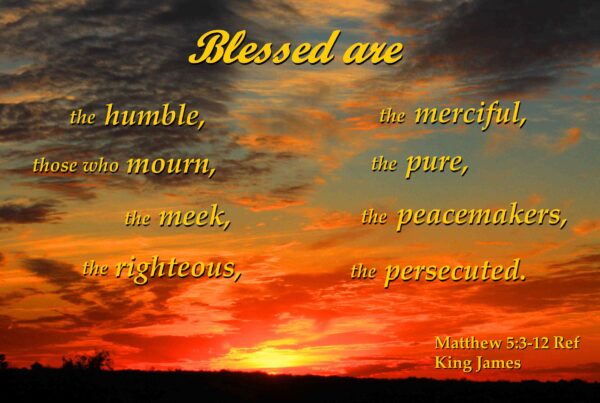 Blessed are
the humble,
those who mourn,
the meek,
the righteous,
the merciful,
the pure,
the peacemakers,
the persecuted.
Matthew 5:3-12 Ref
King James